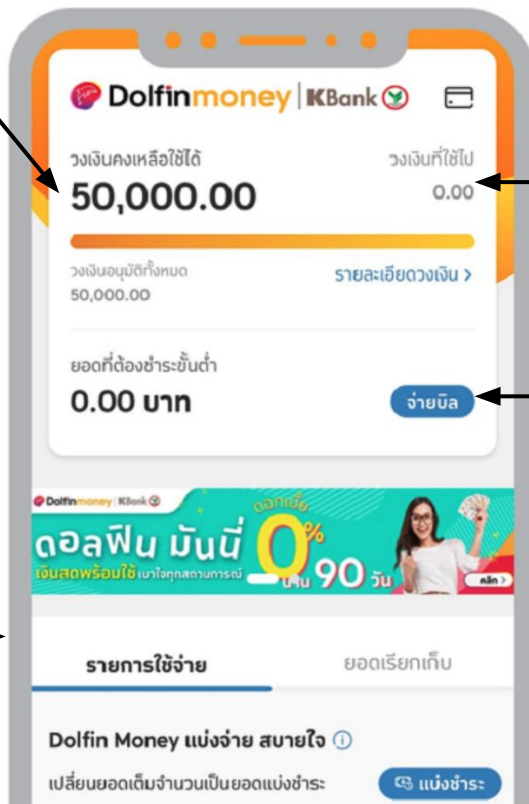 Dolfinmoney | KBank
วงเงินคงเหลือใช้ได้ วงเงินที่ใช้ไป
50,000.00 0.00
วงเงินอนุมัติทั้งหมด รายละเอียดวงเงิน >
50,000.00
ยอดที่ต้องชำระขั้นต่ำ
0.00 บาท จ่ายบิล
Dolfinmoney | KBank
ดอกเบี้ย
ดอลฟิน มันนี่ 0%
เงินสดพร้อมใช้ เบาใจทุกสถานการณ์ นาน 90 วัน คลิก >
รายการใช้จ่าย ยอดเรียกเก็บ
Dolfin Money แบ่งจ่าย สบายใจ
เปลี่ยนยอดเต็มจำนวนเป็นยอดแบ่งชำระ แบ่งชำระ